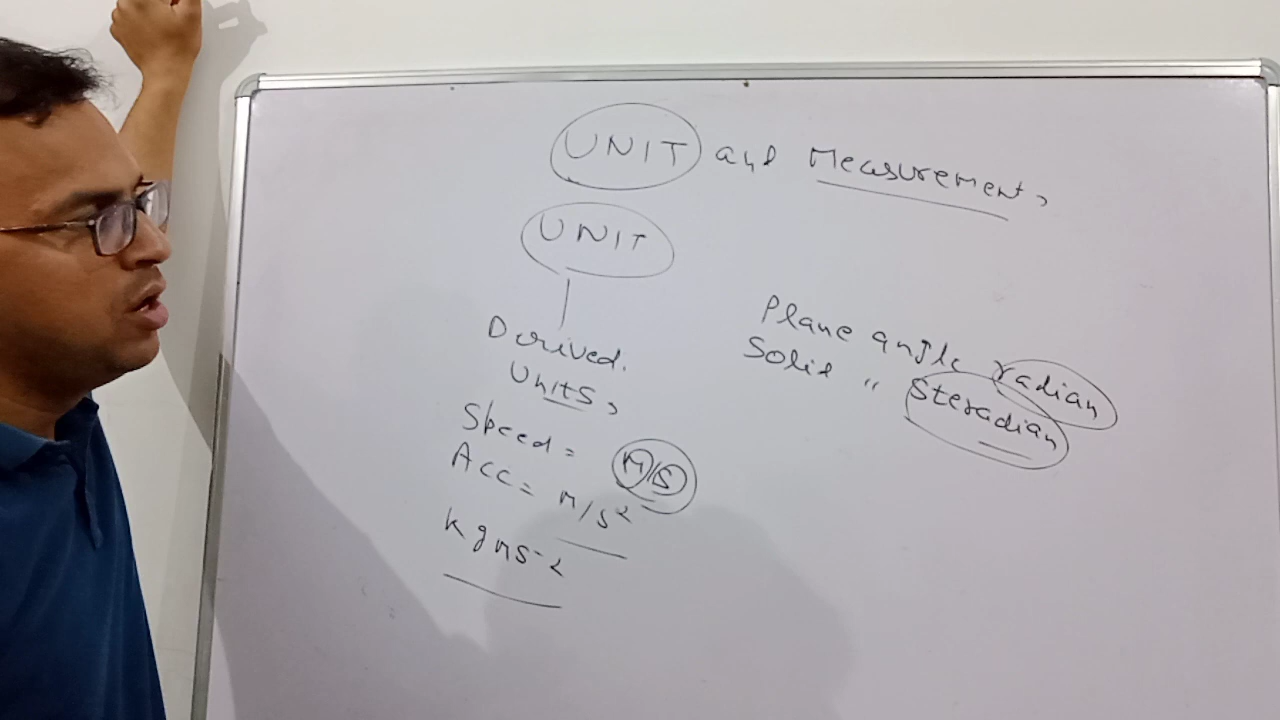 UNIT and Measurement,
UNIT
Derived.
Units,
Speed = M/S
Acc = M/S²
kgms-2
Plane angle radian
Solid " Steradian